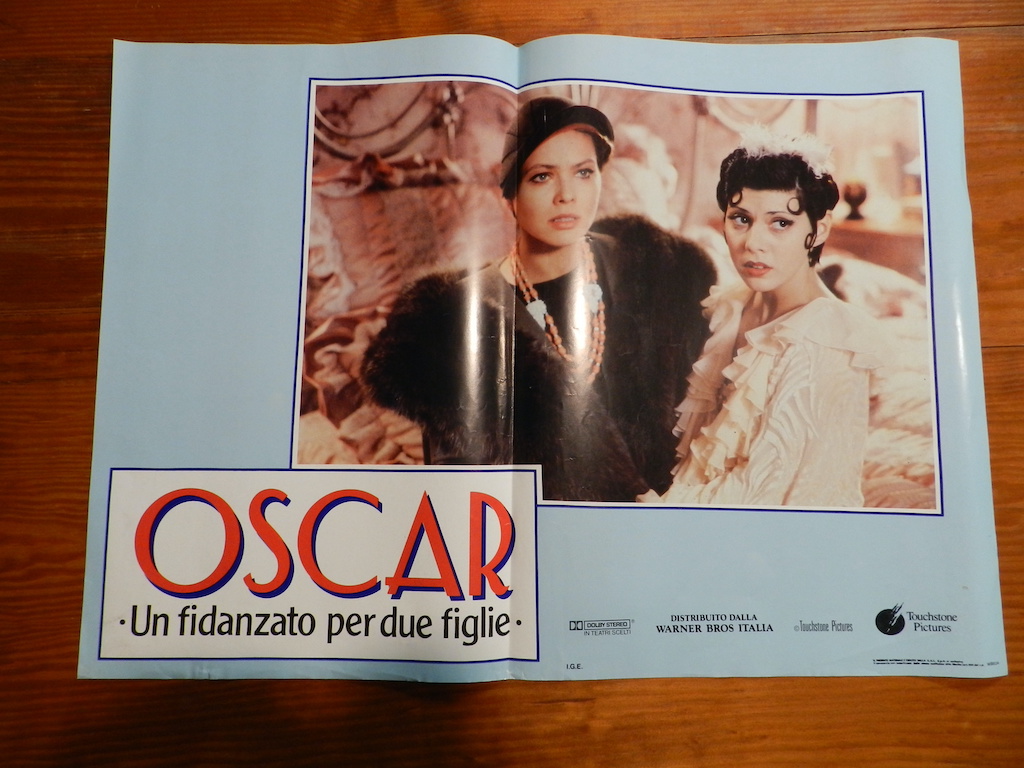 OSCAR
·Un fidanzato per due figlie·
DOLBY STEREO ®
IN TEATRI SCELTI
DISTRIBUITO DALLA
WARNER BROS ITALIA
© Touchstone Pictures
Touchstone
Pictures
I.G.E.